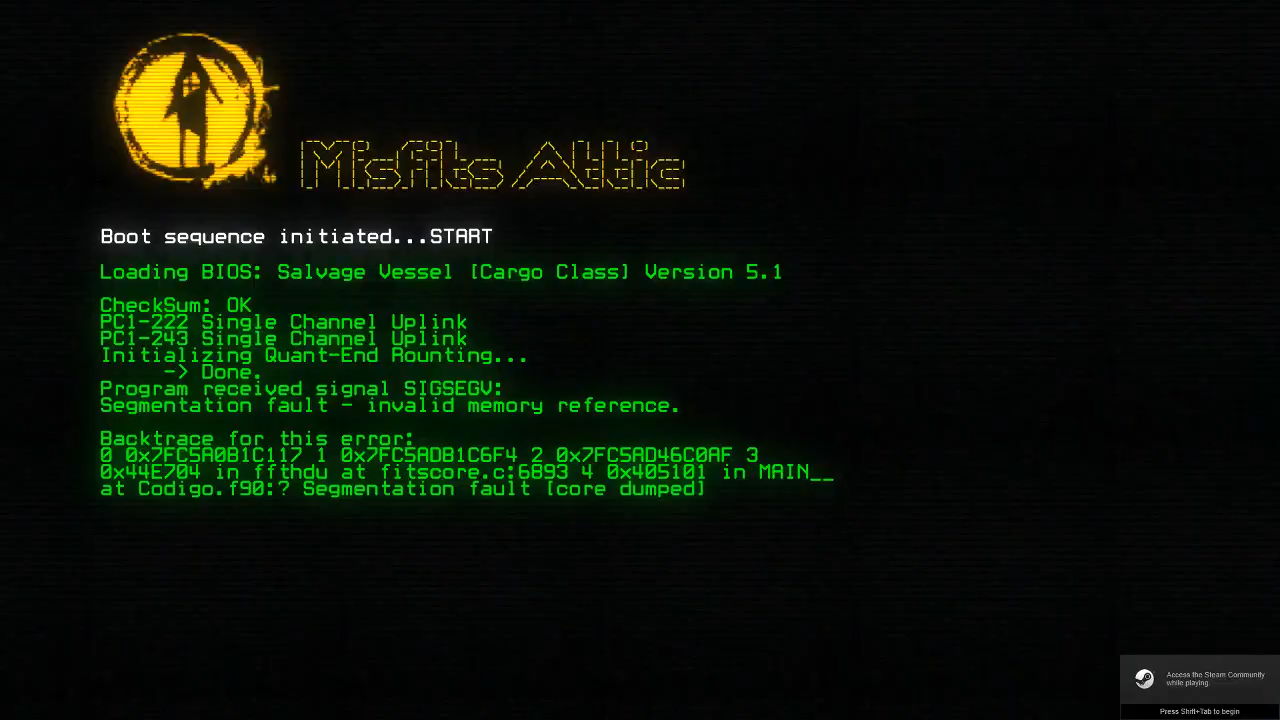 Misfits Attic
Boot sequence initiated...START
Loading BIOS: Salvage Vessel [Cargo Class] Version 5.1
CheckSum: OK
PC1-222 Single Channel Uplink
PC1-243 Single Channel Uplink
Initializing Quant-End Rounting...
-> Done.
Program received signal SIGSEGV:
Segmentation fault - invalid memory reference.
Backtrace for this error:
0 0x7FC5A0B1C117 1 0x7FC5ADB1C6F4 2 0x7FC5AD46C0AF 3
0x44E704 in ffthdu at fitscore.c:6893 4 0x405101 in MAIN__
at Codigo.f90:? Segmentation fault [core dumped]
Access the Steam Community
while playing.
Press Shift+Tab to begin